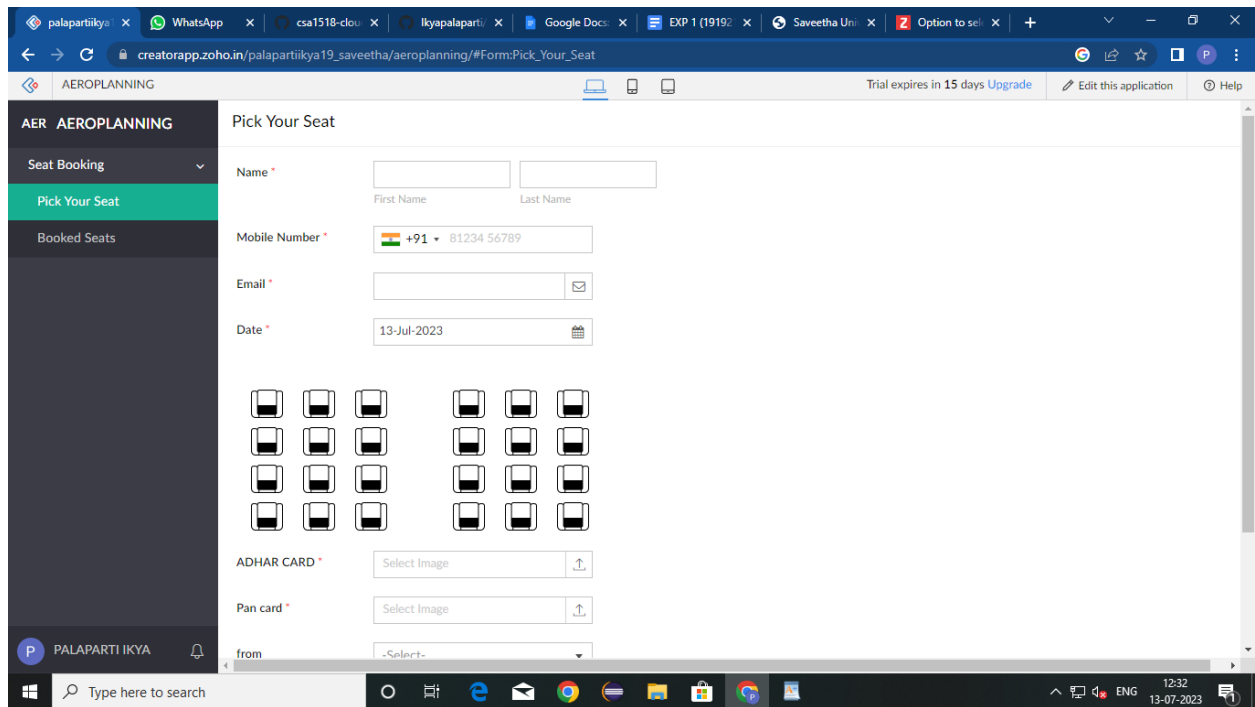 palapartiikya1
WhatsApp
csa1518-clou
Ikyapalaparti/
Google Docs:
EXP 1 (19192
Saveetha Uni
Option to sele
creatorapp.zoho.in/palapartiikya19_saveetha/aeroplanning/#Form:Pick_Your_Seat
AEROPLANNING
Trial expires in 15 days Upgrade
Edit this application
Help
AER AEROPLANNING
Pick Your Seat
Seat Booking
Pick Your Seat
Booked Seats
Name *
First Name
Last Name
Mobile Number *
+91
81234 56789
Email *
Date *
13-Jul-2023
ADHAR CARD *
Select Image
Pan card *
Select Image
from
-Select-
P
PALAPARTI IKYA
Type here to search
ENG
12:32
13-07-2023